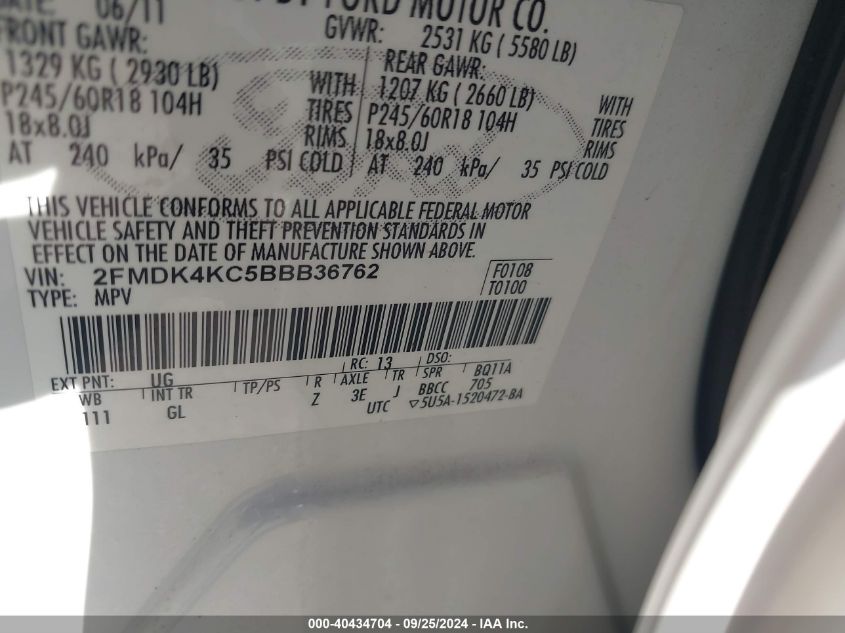 DATE: 06/11
BY FORD MOTOR CO.
FRONT GAWR:
GVWR: 2531 KG ( 5580 LB)
1329 KG ( 2930 LB)
REAR GAWR:
WITH 1207 KG ( 2660 LB) WITH
P245/60R18 104H TIRES P245/60R18 104H TIRES
18x8.0J RIMS 18x8.0J RIMS
AT 240 kPa/ 35 PSI COLD AT 240 kPa/ 35 PSI COLD
THIS VEHICLE CONFORMS TO ALL APPLICABLE FEDERAL MOTOR
VEHICLE SAFETY AND THEFT PREVENTION STANDARDS IN
EFFECT ON THE DATE OF MANUFACTURE SHOWN ABOVE.
VIN: 2FMDK4KC5BBB36762 F0108
TYPE: MPV T0100
EXT PNT: UG RC: 13 DSO:
WB INT TR TP/PS R AXLE TR SPR BQ11A
111 GL Z 3E J BBCC 705
UTC 5U5A-1520472-BA
000-40434704 - 09/25/2024 - IAA Inc.